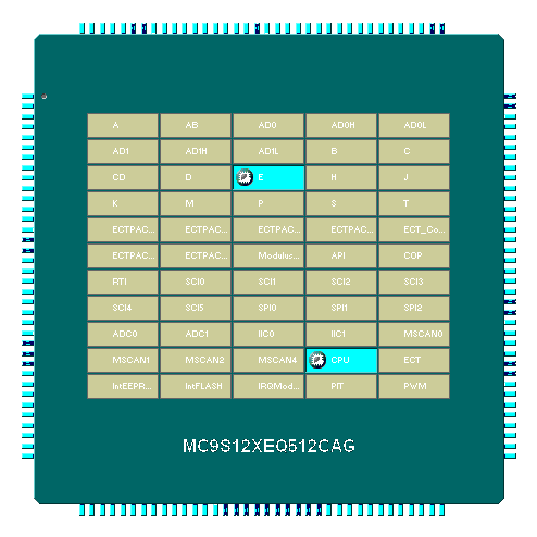 A AB AD0 AD0H AD0L
AD1 AD1H AD1L B C
CD D E H J
K M P S T
ECTPAC... ECTPAC... ECTPAC... ECTPAC... ECT_Co...
ECTPAC... ECTPAC... Modulus... API COP
RTI SCI0 SCI1 SCI2 SCI3
SCI4 SCI5 SPI0 SPI1 SPI2
ADC0 ADC1 IIC0 IIC1 MSCAN0
MSCAN1 MSCAN2 MSCAN4 CPU ECT
IntEEPR... IntFLASH IRQMod... PIT PWM
MC9S12XEQ512CAG